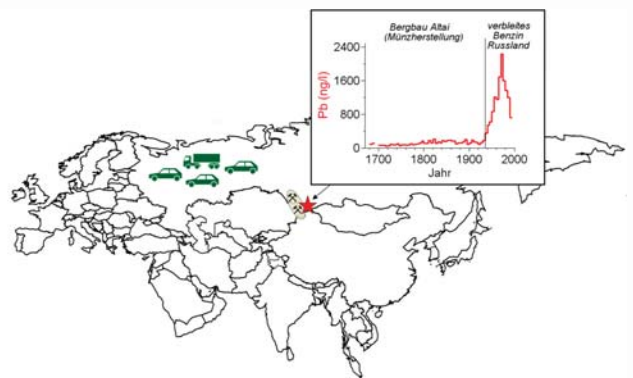 Bergbau Altai
(Münzherstellung)
verbleites
Benzin
Russland
Pb (ng/l)
2400
1600
800
0
1700
1800
1900
2000
Jahr